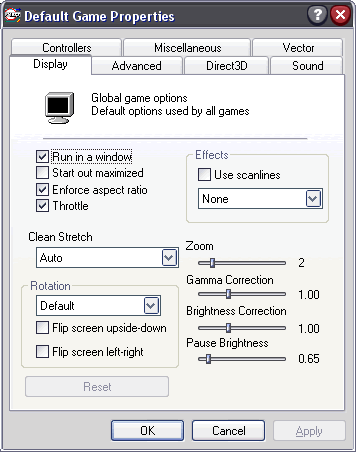 Default Game Properties
Controllers Miscellaneous Vector
Display Advanced Direct3D Sound
Global game options
Default options used by all games
Run in a window
Start out maximized
Enforce aspect ratio
Throttle
Effects
Use scanlines
None
Clean Stretch
Auto
Rotation
Default
Flip screen upside-down
Flip screen left-right
Reset
Zoom
2
Gamma Correction
1.00
Brightness Correction
1.00
Pause Brightness
0.65
OK Cancel Apply